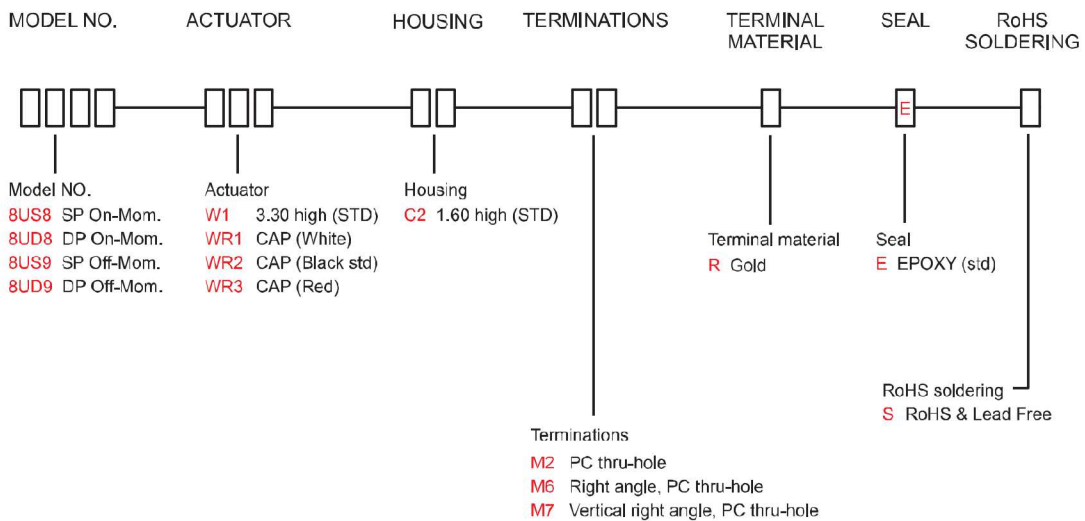 MODEL NO.
ACTUATOR
HOUSING
TERMINATIONS
TERMINAL
MATERIAL
SEAL
RoHS
SOLDERING
E
Model NO.
8US8 SP On-Mom.
8UD8 DP On-Mom.
8US9 SP Off-Mom.
8UD9 DP Off-Mom.
Actuator
W1 3.30 high (STD)
WR1 CAP (White)
WR2 CAP (Black std)
WR3 CAP (Red)
Housing
C2 1.60 high (STD)
Terminal material
R Gold
Seal
E EPOXY (std)
RoHS soldering
S RoHS & Lead Free
Terminations
M2 PC thru-hole
M6 Right angle, PC thru-hole
M7 Vertical right angle, PC thru-hole